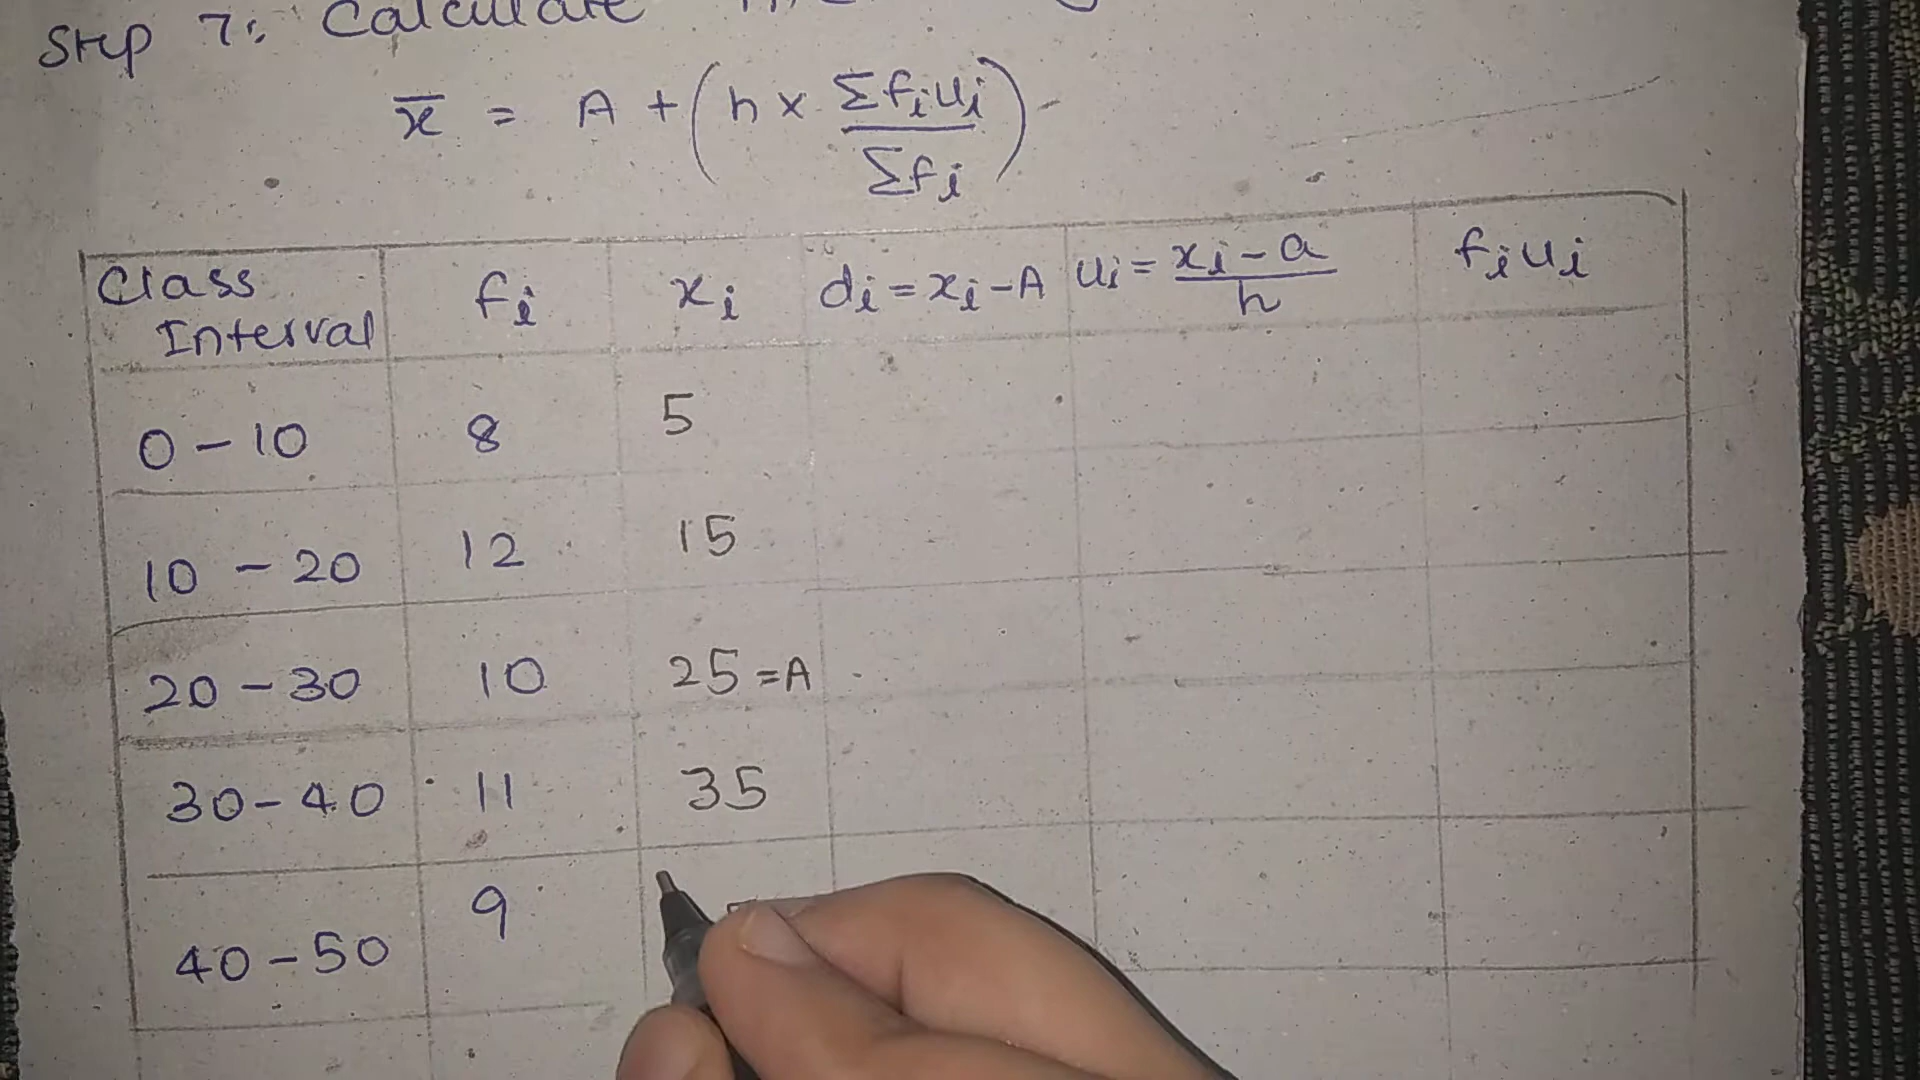 Step 7: Calculate
x̄ = A + (h × Σfiui / Σfi)
Class Interval fi xi di = xi - A ui = xi - a / h fiui
0 - 10 8 5
10 - 20 12 15
20 - 30 10 25 = A
30 - 40 11 35
40 - 50 9